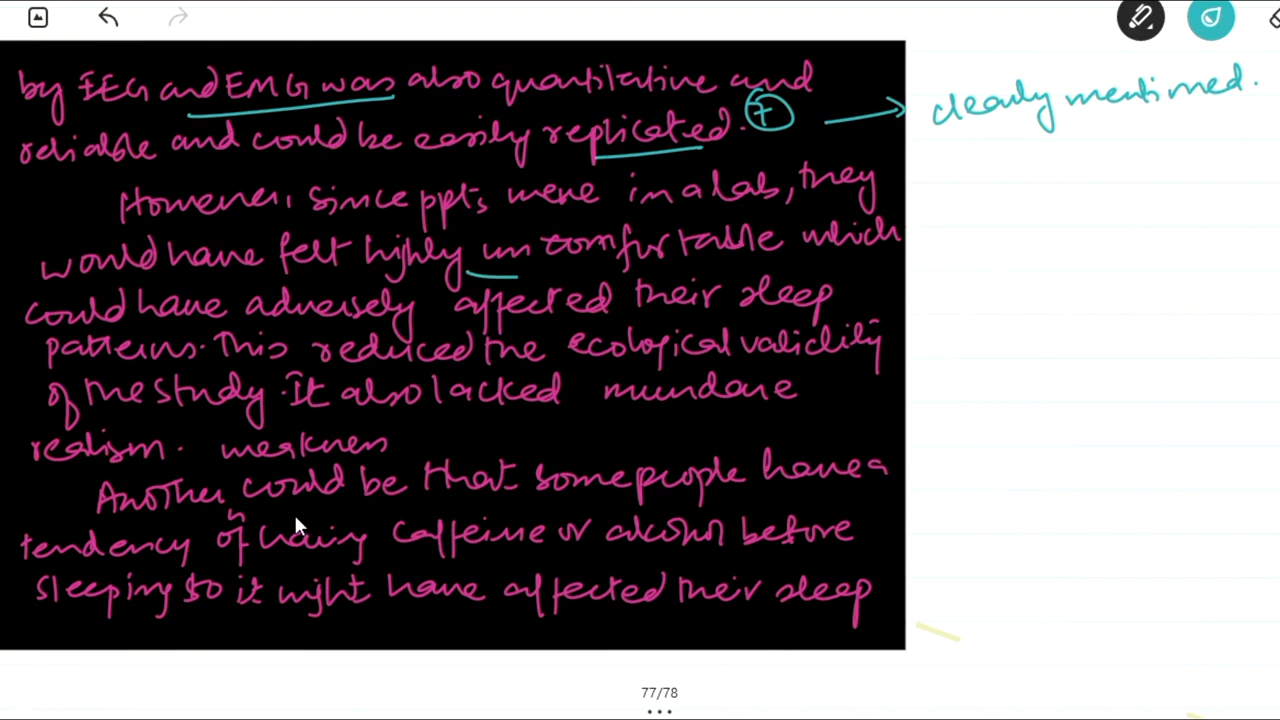 by EEG and EMG was also quantitative and
reliable and could be easily replicated. 7
clearly mentioned.
However, since ppts were in a lab, they
would have felt highly uncomfortable which
could have adversely affected their sleep
patterns. This reduced the ecological validity
of the study. It also lacked mundane
realism. weakness
Another could be that some people have a
tendency of having caffeine or alcohol before
sleeping so it might have affected their sleep
77/78